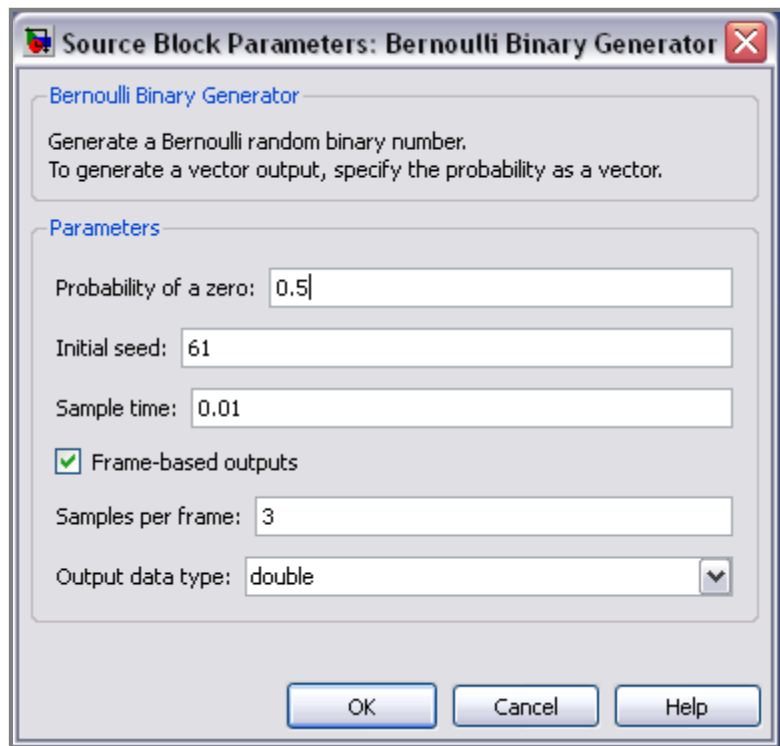 Source Block Parameters: Bernoulli Binary Generator
Bernoulli Binary Generator
Generate a Bernoulli random binary number.
To generate a vector output, specify the probability as a vector.
Parameters
Probability of a zero: 0.5
Initial seed: 61
Sample time: 0.01
Frame-based outputs
Samples per frame: 3
Output data type: double
OK Cancel Help